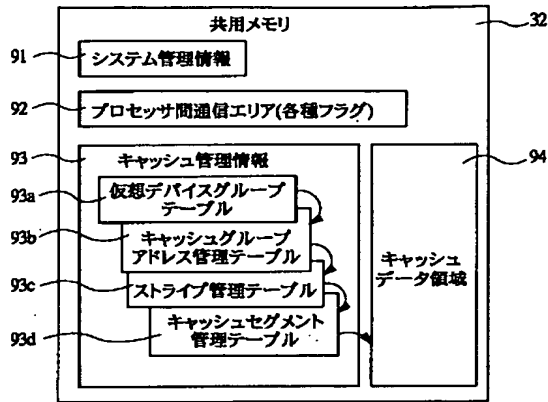 共用メモリ
32
91
システム管理情報
92
プロセッサ間通信エリア(各種フラグ)
93
キャッシュ管理情報
94
93a
仮想デバイスグループ
テーブル
93b
キャッシュグループ
アドレス管理テーブル
93c
ストライプ管理テーブル
93d
キャッシュセグメント
管理テーブル
キャッシュ
データ領域